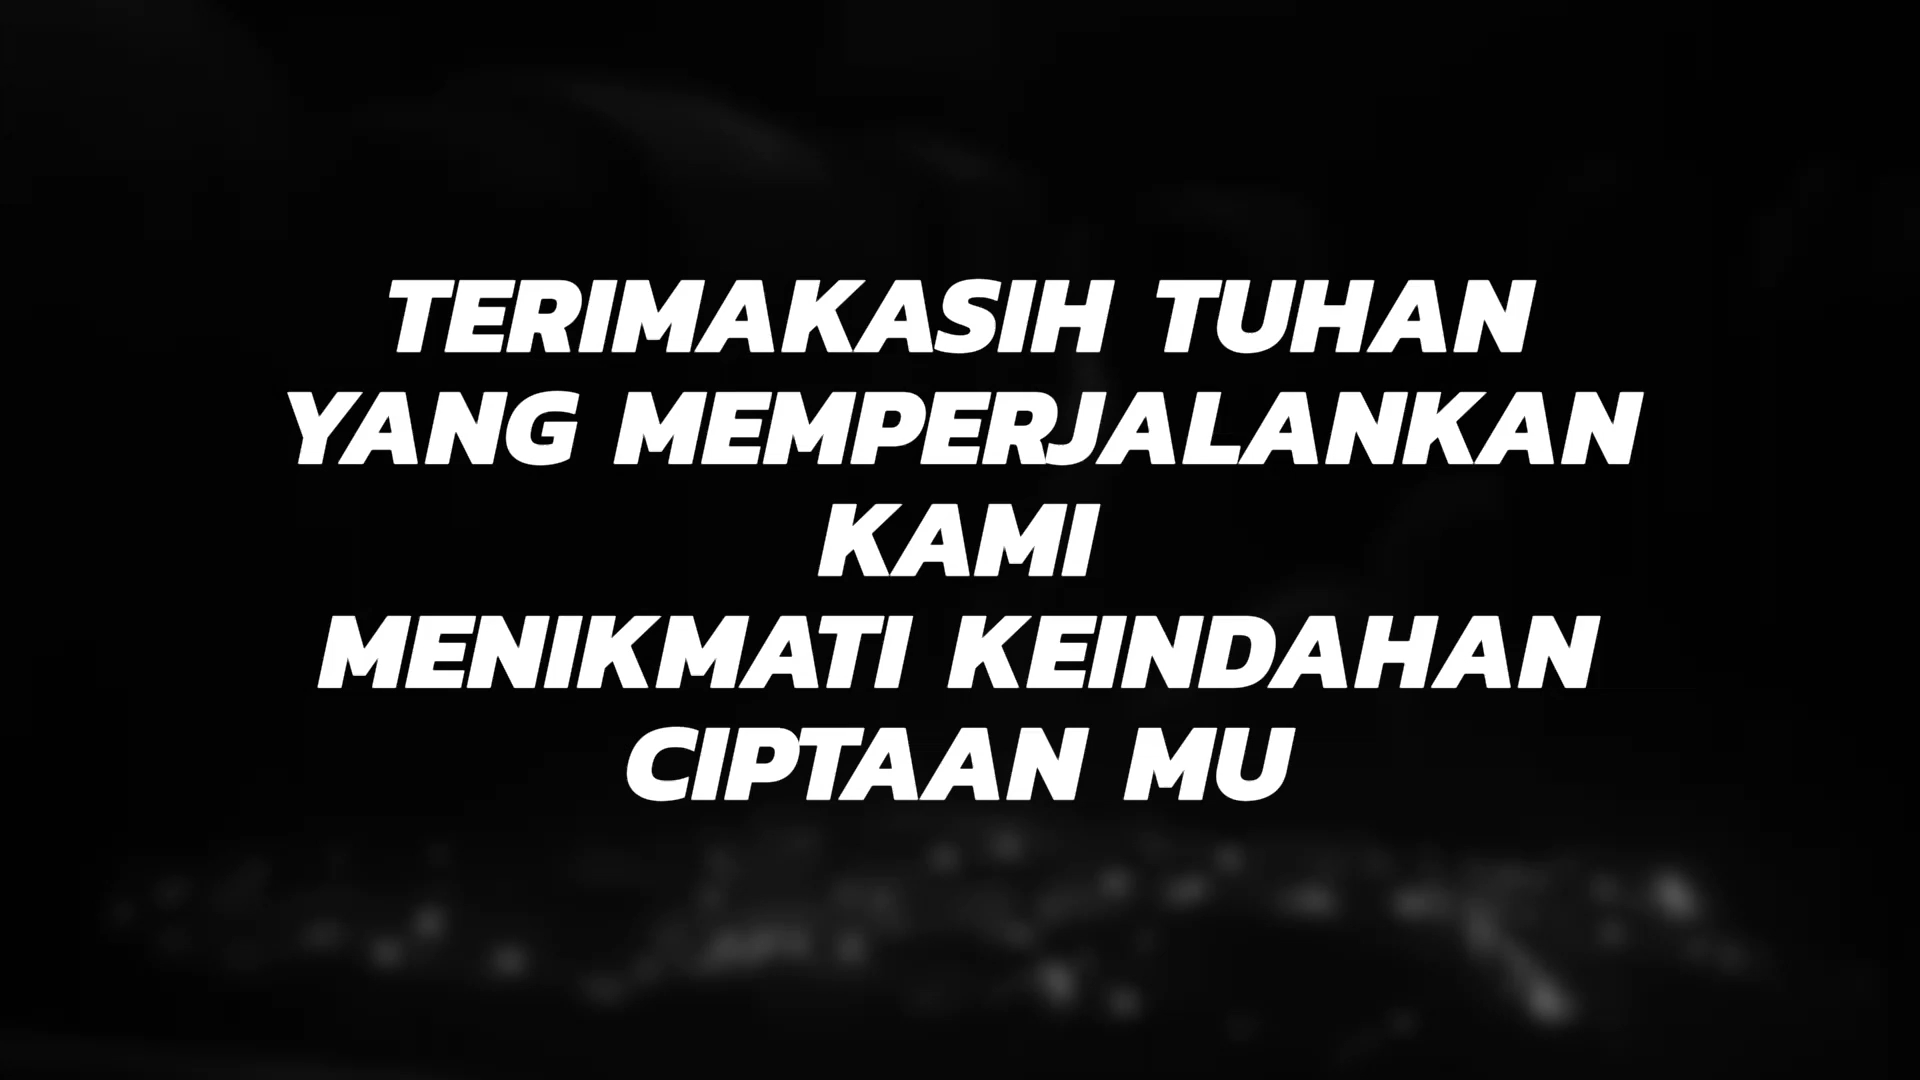 TERIMAKASIH TUHAN
YANG MEMPERJALANKAN
KAMI
MENIKMATI KEINDAHAN
CIPTAAN MU